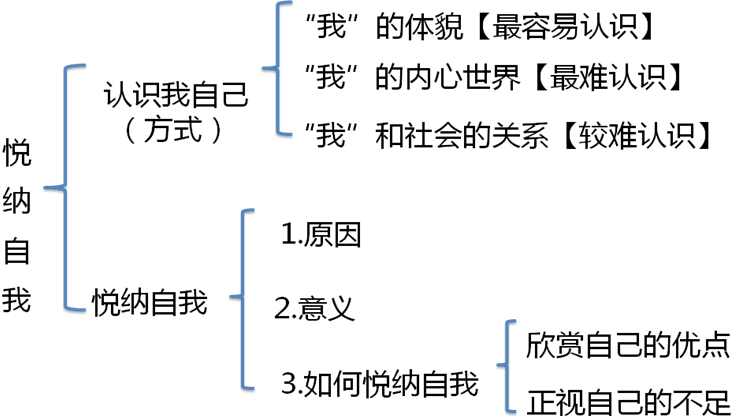 悦纳自我
认识我自己
（方式）
“我”的体貌【最容易认识】
“我”的内心世界【最难认识】
“我”和社会的关系【较难认识】
悦纳自我
1.原因
2.意义
3.如何悦纳自我
欣赏自己的优点
正视自己的不足